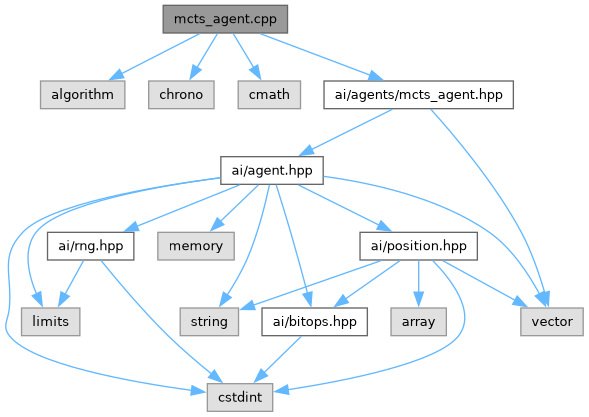 mcts_agent.cpp
algorithm
chrono
cmath
ai/agents/mcts_agent.hpp
ai/agent.hpp
ai/rng.hpp
memory
ai/position.hpp
limits
string
ai/bitops.hpp
array
vector
cstdint